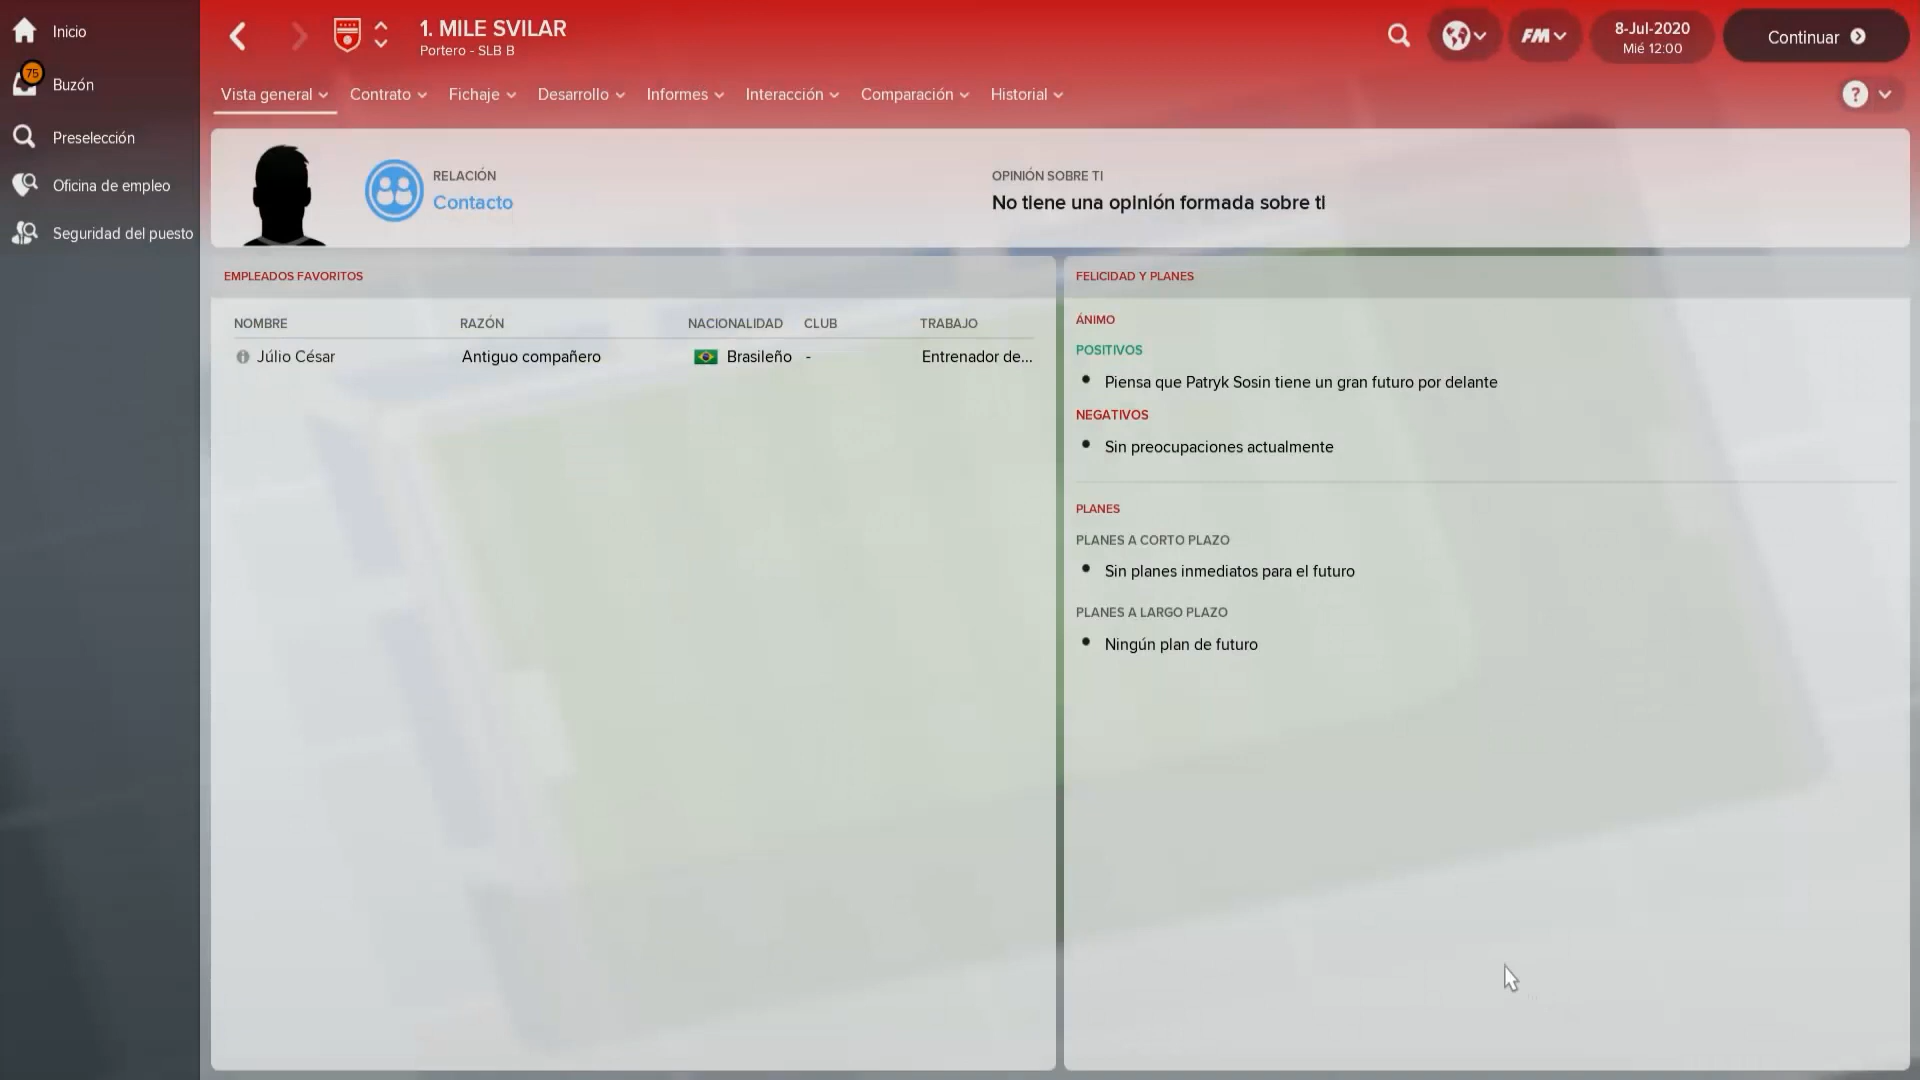 Inicio
75
Buzón
Preselección
Oficina de empleo
Seguridad del puesto
1. MILE SVILAR
Portero - SLB B
FM
8-Jul-2020
Mié 12:00
Continuar
Vista general
Contrato
Fichaje
Desarrollo
Informes
Interacción
Comparación
Historial
?
RELACIÓN
Contacto
OPINIÓN SOBRE TI
No tiene una opinión formada sobre ti
EMPLEADOS FAVORITOS
NOMBRE RAZÓN NACIONALIDAD CLUB TRABAJO
Júlio César Antiguo compañero Brasileño - Entrenador de...
FELICIDAD Y PLANES
ÁNIMO
POSITIVOS
• Piensa que Patryk Sosin tiene un gran futuro por delante
NEGATIVOS
• Sin preocupaciones actualmente
PLANES
PLANES A CORTO PLAZO
• Sin planes inmediatos para el futuro
PLANES A LARGO PLAZO
• Ningún plan de futuro